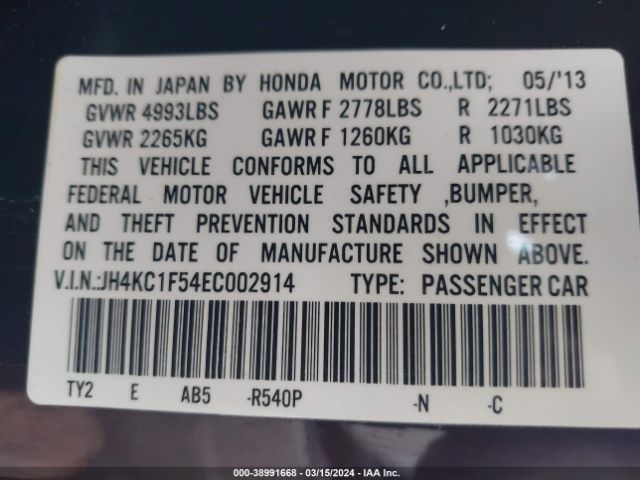 MFD. IN JAPAN BY HONDA MOTOR CO.,LTD; 05/'13
GVWR 4993LBS GAWR F 2778LBS R 2271LBS
GVWR 2265KG GAWR F 1260KG R 1030KG
THIS VEHICLE CONFORMS TO ALL APPLICABLE
FEDERAL MOTOR VEHICLE SAFETY ,BUMPER,
AND THEFT PREVENTION STANDARDS IN EFFECT
ON THE DATE OF MANUFACTURE SHOWN ABOVE.
V.I.N.:JH4KC1F54EC002914 TYPE: PASSENGER CAR
TY2 E AB5 -R540P -N -C
000-38991668 - 03/15/2024 - IAA Inc.